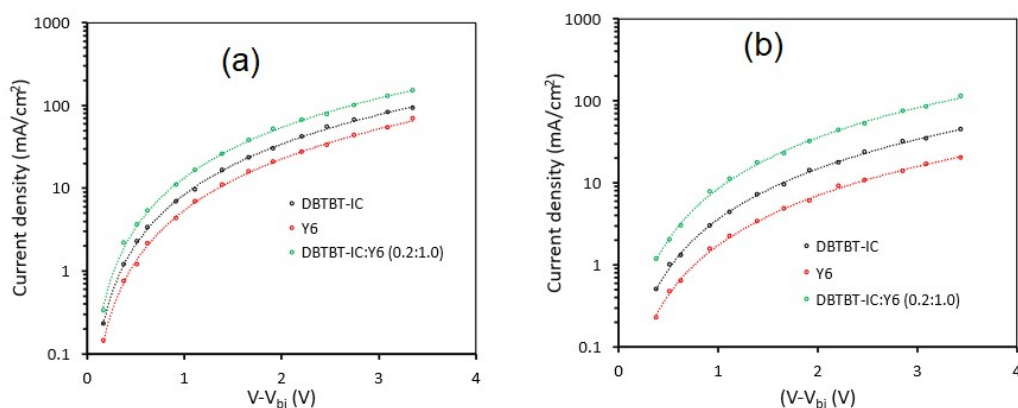 (a)
1000
100
10
1
0.1
Current density (mA/cm²)
DBTBT-IC
Y6
DBTBT-IC:Y6 (0.2:1.0)
0 1 2 3 4
V-Vbi (V)
(b)
1000
100
10
1
0.1
Current density (mA/cm²)
DBTBT-IC
Y6
DBTBT-IC:Y6 (0.2:1.0)
0 1 2 3 4
(V-Vbi (V)